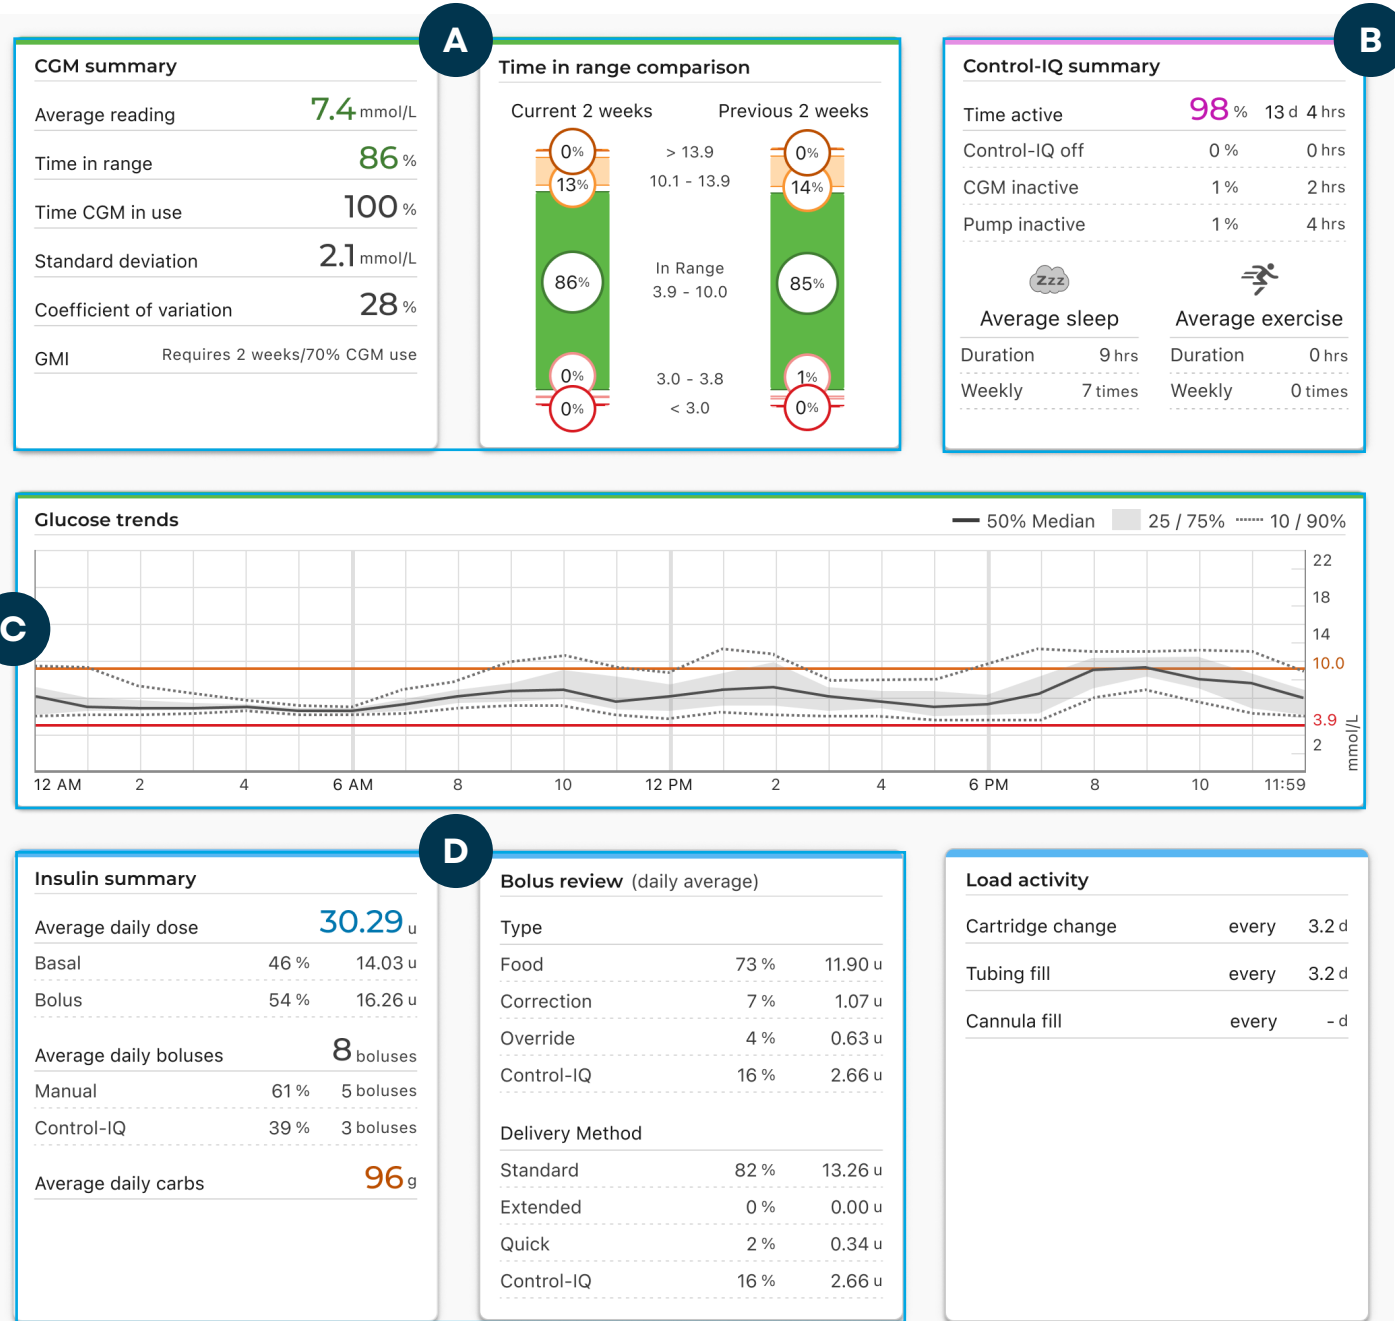 A
B
CGM summary
Average reading 7.4 mmol/L
Time in range 86 %
Time CGM in use 100 %
Standard deviation 2.1 mmol/L
Coefficient of variation 28 %
GMI Requires 2 weeks/70% CGM use
Time in range comparison
Current 2 weeks Previous 2 weeks
0% > 13.9 0%
13% 10.1 - 13.9 14%
In Range
86% 3.9 - 10.0 85%
0% 3.0 - 3.8 1%
0% < 3.0 0%
Control-IQ summary
Time active 98 % 13 d 4 hrs
Control-IQ off 0 % 0 hrs
CGM inactive 1 % 2 hrs
Pump inactive 1 % 4 hrs
Zzz
Average sleep Average exercise
Duration 9 hrs Duration 0 hrs
Weekly 7 times Weekly 0 times
Glucose trends 50% Median 25 / 75% 10 / 90%
C
22
18
14
10.0
3.9
2
mmol/L
12 AM 2 4 6 AM 8 10 12 PM 2 4 6 PM 8 10 11:59
D
Insulin summary
Average daily dose 30.29 u
Basal 46 % 14.03 u
Bolus 54 % 16.26 u
Average daily boluses 8 boluses
Manual 61 % 5 boluses
Control-IQ 39 % 3 boluses
Average daily carbs 96 g
Bolus review (daily average)
Type
Food 73 % 11.90 u
Correction 7 % 1.07 u
Override 4 % 0.63 u
Control-IQ 16 % 2.66 u
Delivery Method
Standard 82 % 13.26 u
Extended 0 % 0.00 u
Quick 2 % 0.34 u
Control-IQ 16 % 2.66 u
Load activity
Cartridge change every 3.2 d
Tubing fill every 3.2 d
Cannula fill every - d